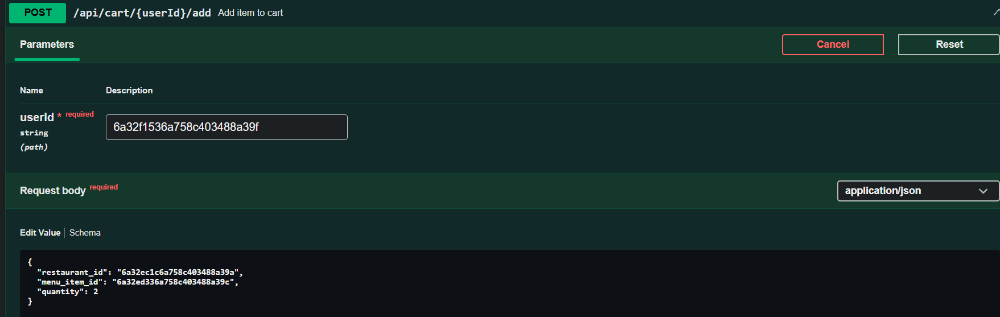 POST /api/cart/{userId}/add Add item to cart
Parameters Cancel Reset
Name Description
userId * required 6a32f1536a758c403488a39f
string
(path)
Request body required application/json
Edit Value Schema
{
"restaurant_id": "6a32ec1c6a758c403488a39a",
"menu_item_id": "6a32ed336a758c403488a39c",
"quantity": 2
}